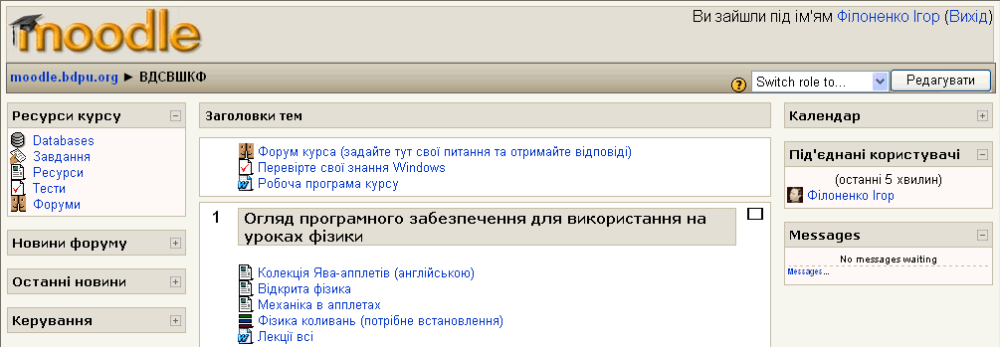 moodle
Ви зайшли під ім'ям Філоненко Ігор (Вихід)
moodle.bdpu.org ► ВДСВШКФ
Switch role to...
Редагувати
Ресурси курсу
Databases
Завдання
Ресурси
Тести
Форуми
Новини форуму
Останні новини
Керування
Заголовки тем
Форум курса (задайте тут свої питання та отримайте відповіді)
Перевірте свої знання Windows
Робоча програма курсу
1
Огляд програмного забезпечення для використання на
уроках фізики
Колекція Ява-апплетів (англійською)
Відкрита фізика
Механіка в апплетах
Фізика коливань (потрібне встановлення)
Лекції всі
Календар
Під'єднані користувачі
(останні 5 хвилин)
Філоненко Ігор
Messages
No messages waiting
Messages...